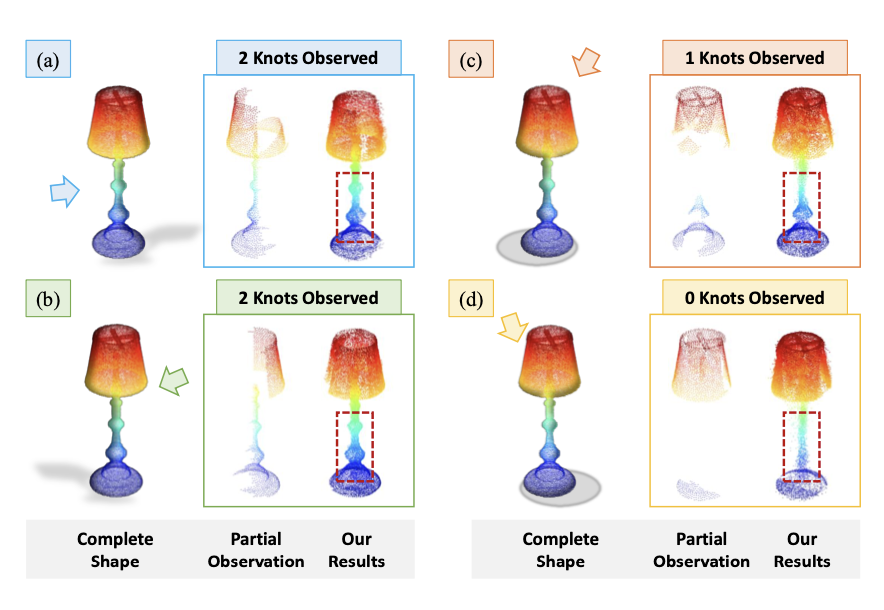 (a)
2 Knots Observed
(c)
1 Knots Observed
(b)
2 Knots Observed
(d)
0 Knots Observed
Complete
Shape
Partial
Observation
Our
Results
Complete
Shape
Partial
Observation
Our
Results